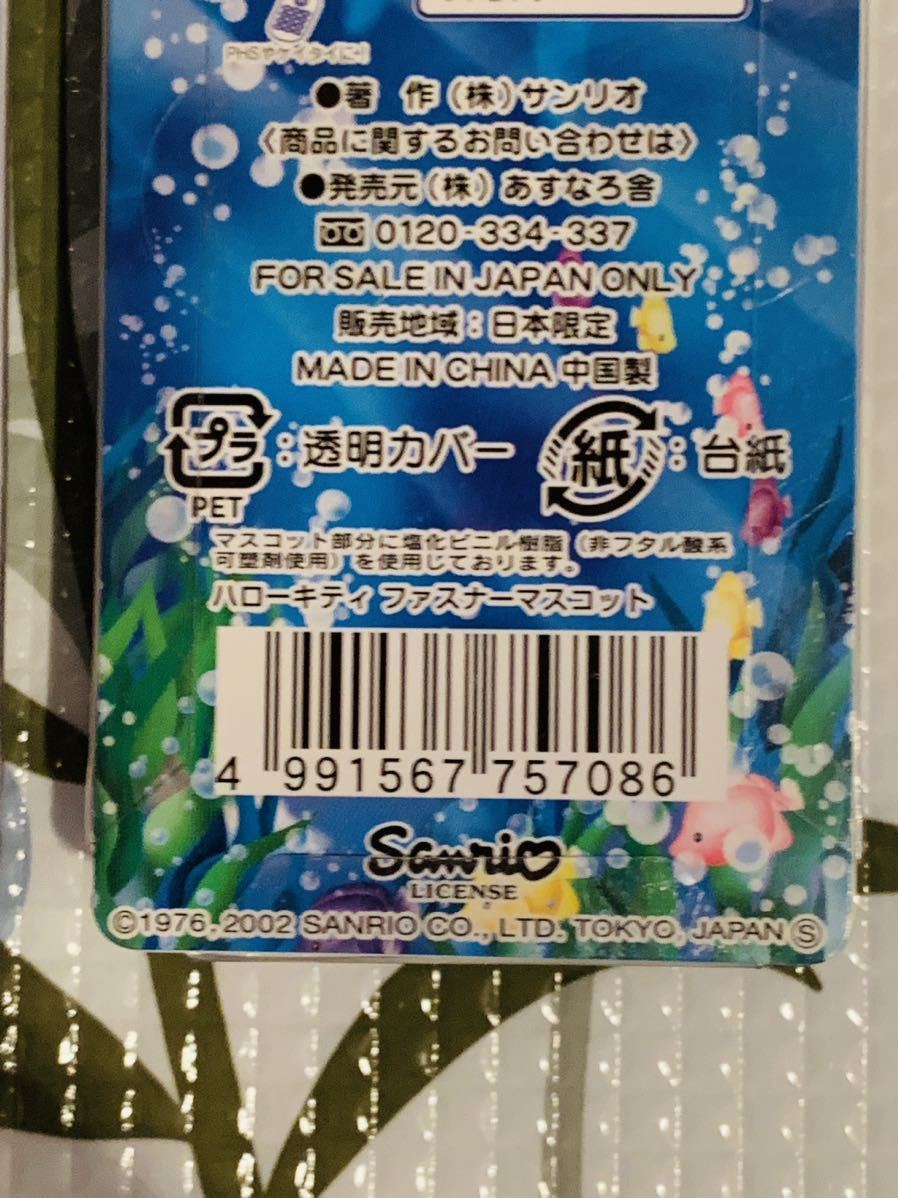 PHSやケイタイに!
●著 作(株)サンリオ
〈商品に関するお問い合わせは〉
●発売元(株)あすなろ舎
0120-334-337
FOR SALE IN JAPAN ONLY
販売地域:日本限定
MADE IN CHINA 中国製
プラ:透明カバー 紙:台紙
PET
マスコット部分に塩化ビニル樹脂(非フタル酸系
可塑剤使用)を使用しております。
ハローキティ ファスナーマスコット
4 991567 757086
Sanrio
LICENSE
©1976, 2002 SANRIO CO., LTD. TOKYO, JAPAN Ⓢ